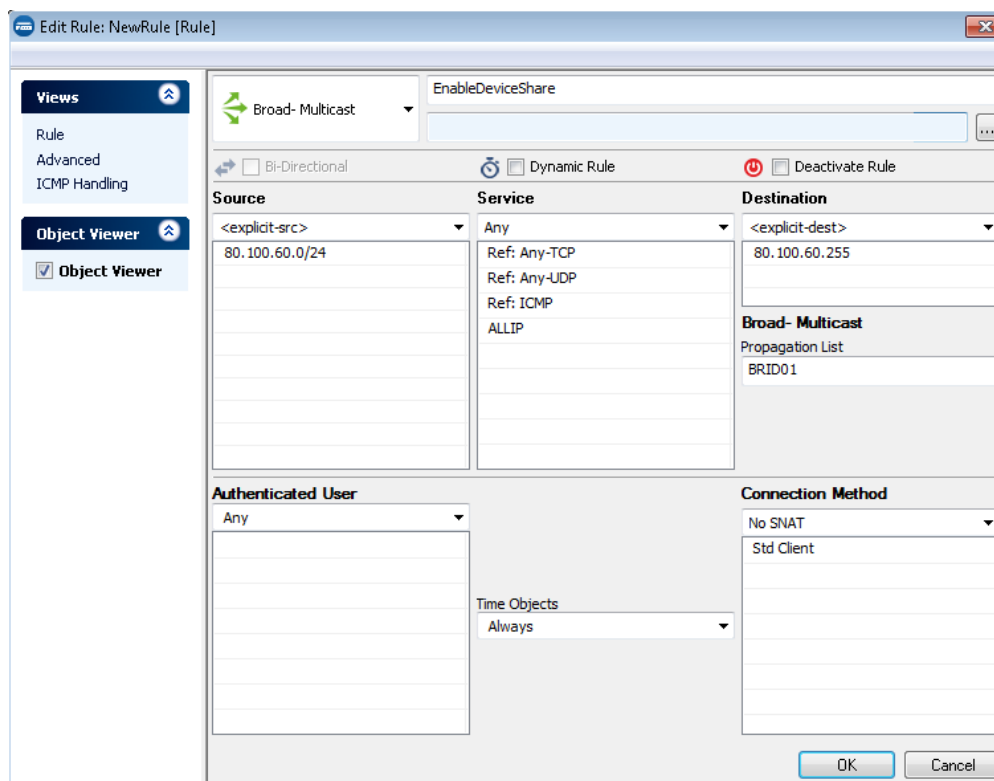 Edit Rule: NewRule [Rule]
Views
Rule
Advanced
ICMP Handling
Object Viewer
Object Viewer
Broad- Multicast
EnableDeviceShare
...
Bi-Directional
Dynamic Rule
Deactivate Rule
Source
<explicit-src>
80.100.60.0/24
Service
Any
Ref: Any-TCP
Ref: Any-UDP
Ref: ICMP
ALLIP
Destination
<explicit-dest>
80.100.60.255
Broad- Multicast
Propagation List
BRID01
Authenticated User
Any
Time Objects
Always
Connection Method
No SNAT
Std Client
OK
Cancel